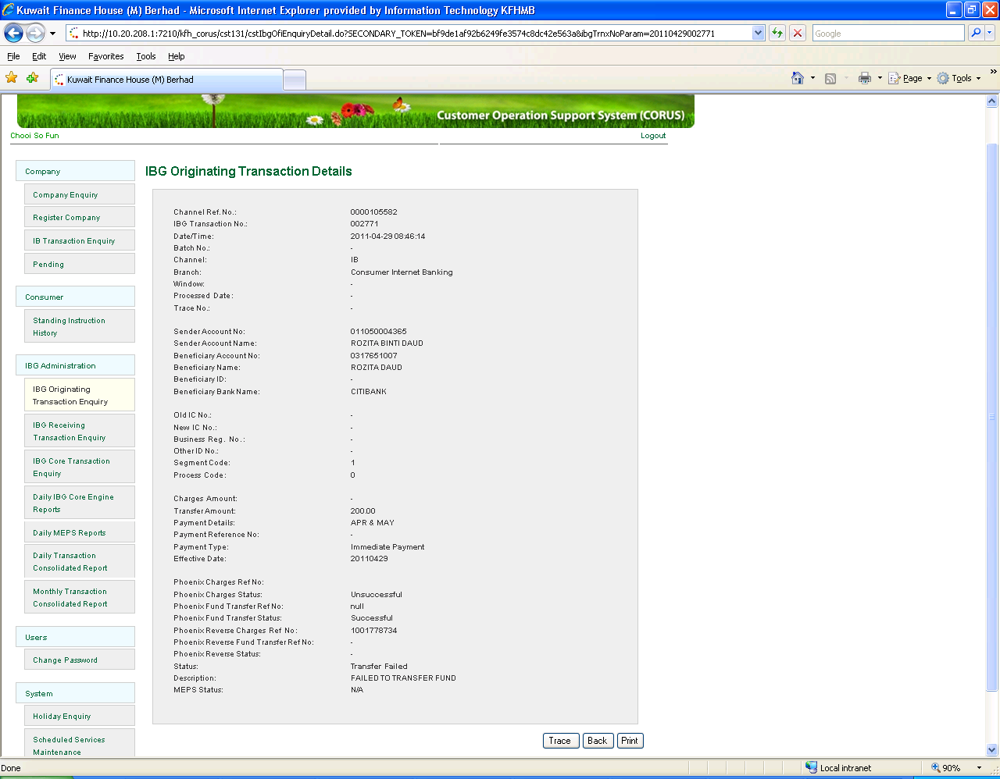 Kuwait Finance House (M) Berhad - Microsoft Internet Explorer provided by Information Technology KFHMB
http://10.20.208.1:7210/kfh_corus/cst131/cstIbgOfiEnquiryDetail.do?SECONDARY_TOKEN=bf9de1af92b6249fe3574c8dc42e563a&ibgTrnxNoParam=20110429002771
Google
File Edit View Favorites Tools Help
Kuwait Finance House (M) Berhad
Page Tools
Customer Operation Support System (CORUS)
Chooi So Fun
Logout
Company
Company Enquiry
Register Company
IB Transaction Enquiry
Pending
Consumer
Standing Instruction
History
IBG Administration
IBG Originating
Transaction Enquiry
IBG Receiving
Transaction Enquiry
IBG Core Transaction
Enquiry
Daily IBG Core Engine
Reports
Daily MEPS Reports
Daily Transaction
Consolidated Report
Monthly Transaction
Consolidated Report
Users
Change Password
System
Holiday Enquiry
Scheduled Services
Maintenance
IBG Originating Transaction Details
Channel Ref. No.: 0000105582
IBG Transaction No.: 002771
Date/Time: 2011-04-29 08:46:14
Batch No.: -
Channel: IB
Branch: Consumer Internet Banking
Window: -
Processed Date: -
Trace No.: -
Sender Account No: 011050004365
Sender Account Name: ROZITA BINTI DAUD
Beneficiary Account No: 0317651007
Beneficiary Name: ROZITA DAUD
Beneficiary ID: -
Beneficiary Bank Name: CITIBANK
Old IC No.: -
New IC No.: -
Business Reg. No.: -
Other ID No.: -
Segment Code: 1
Process Code: 0
Charges Amount: -
Transfer Amount: 200.00
Payment Details: APR & MAY
Payment Reference No: -
Payment Type: Immediate Payment
Effective Date: 20110429
Phoenix Charges Ref No:
Phoenix Charges Status: Unsuccessful
Phoenix Fund Transfer Ref No: null
Phoenix Fund Transfer Status: Successful
Phoenix Reverse Charges Ref No: 1001778734
Phoenix Reverse Fund Transfer Ref No: -
Phoenix Reverse Status: -
Status: Transfer Failed
Description: FAILED TO TRANSFER FUND
MEPS Status: N/A
Trace Back Print
Done
Local intranet
90%